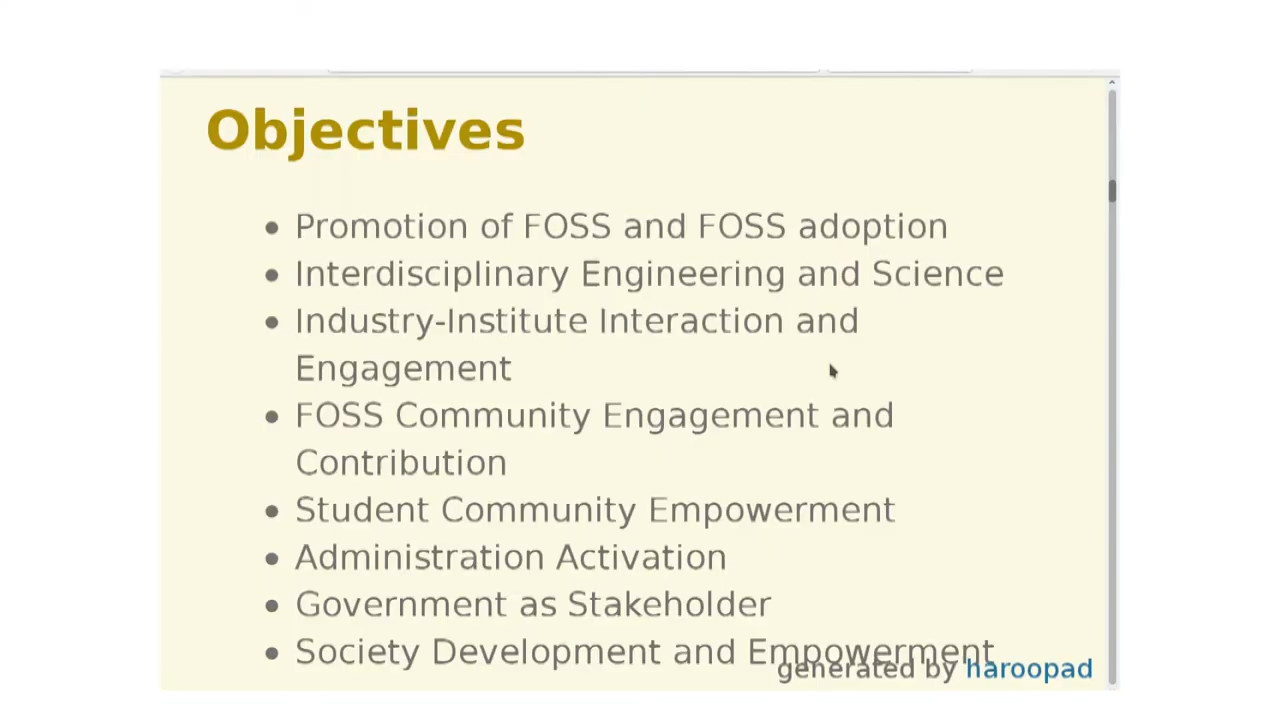 Objectives
• Promotion of FOSS and FOSS adoption
• Interdisciplinary Engineering and Science
• Industry-Institute Interaction and
Engagement
• FOSS Community Engagement and
Contribution
• Student Community Empowerment
• Administration Activation
• Government as Stakeholder
• Society Development and Empowerment
generated by haroopad